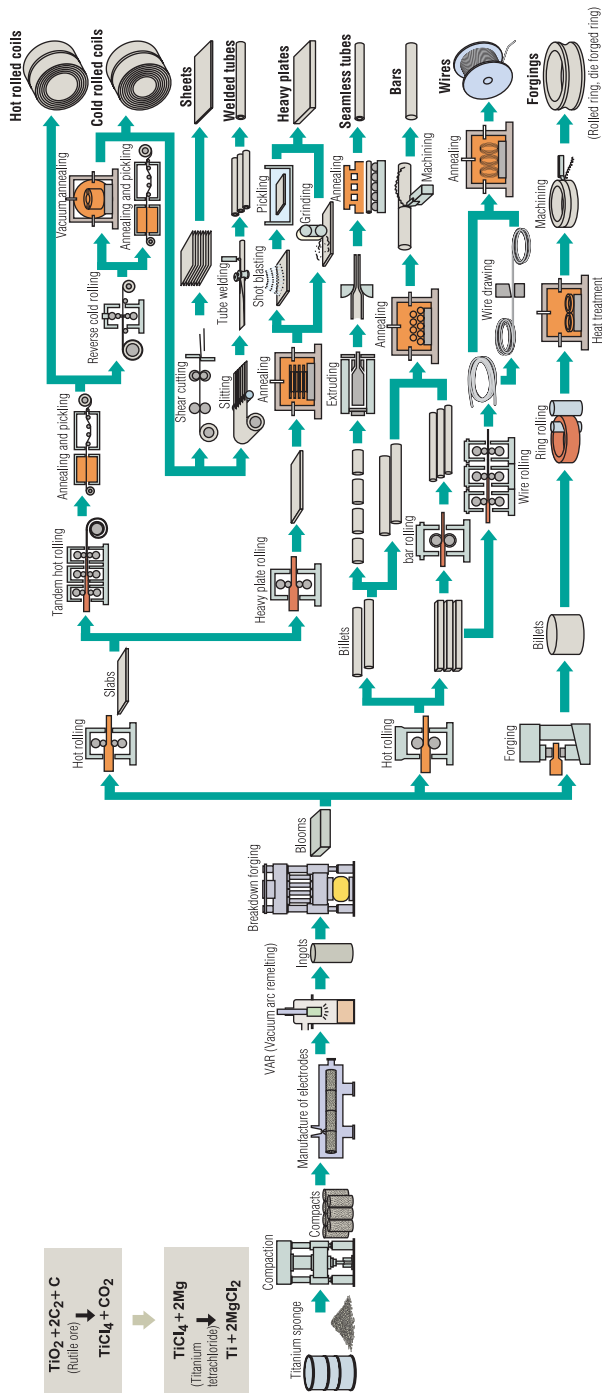 TiO2 + 2C2 + C
(Rutile ore)
TiCl4 + CO2
TiCl4 + 2Mg
(Titanium
tetrachloride)
Ti + 2MgCl2
Titanium sponge
Compaction
Compacts
Manufacture of electrodes
VAR (Vacuum arc remelting)
Ingots
Breakdown forging
Blooms
Hot rolling
Slabs
Tandem hot rolling
Annealing and pickling
Reverse cold rolling
Vacuum annealing
Annealing and pickling
Hot rolled coils
Cold rolled coils
Shear cutting
Sheets
Slitting
Tube welding
Welded tubes
Heavy plate rolling
Annealing
Shot blasting
Pickling
Grinding
Heavy plates
Hot rolling
Billets
Extruding
Annealing
Seamless tubes
bar rolling
Annealing
Machining
Bars
Wire rolling
Wire drawing
Annealing
Wires
Forging
Billets
Ring rolling
Heat treatment
Machining
Forgings
(Rolled ring, die forged ring)